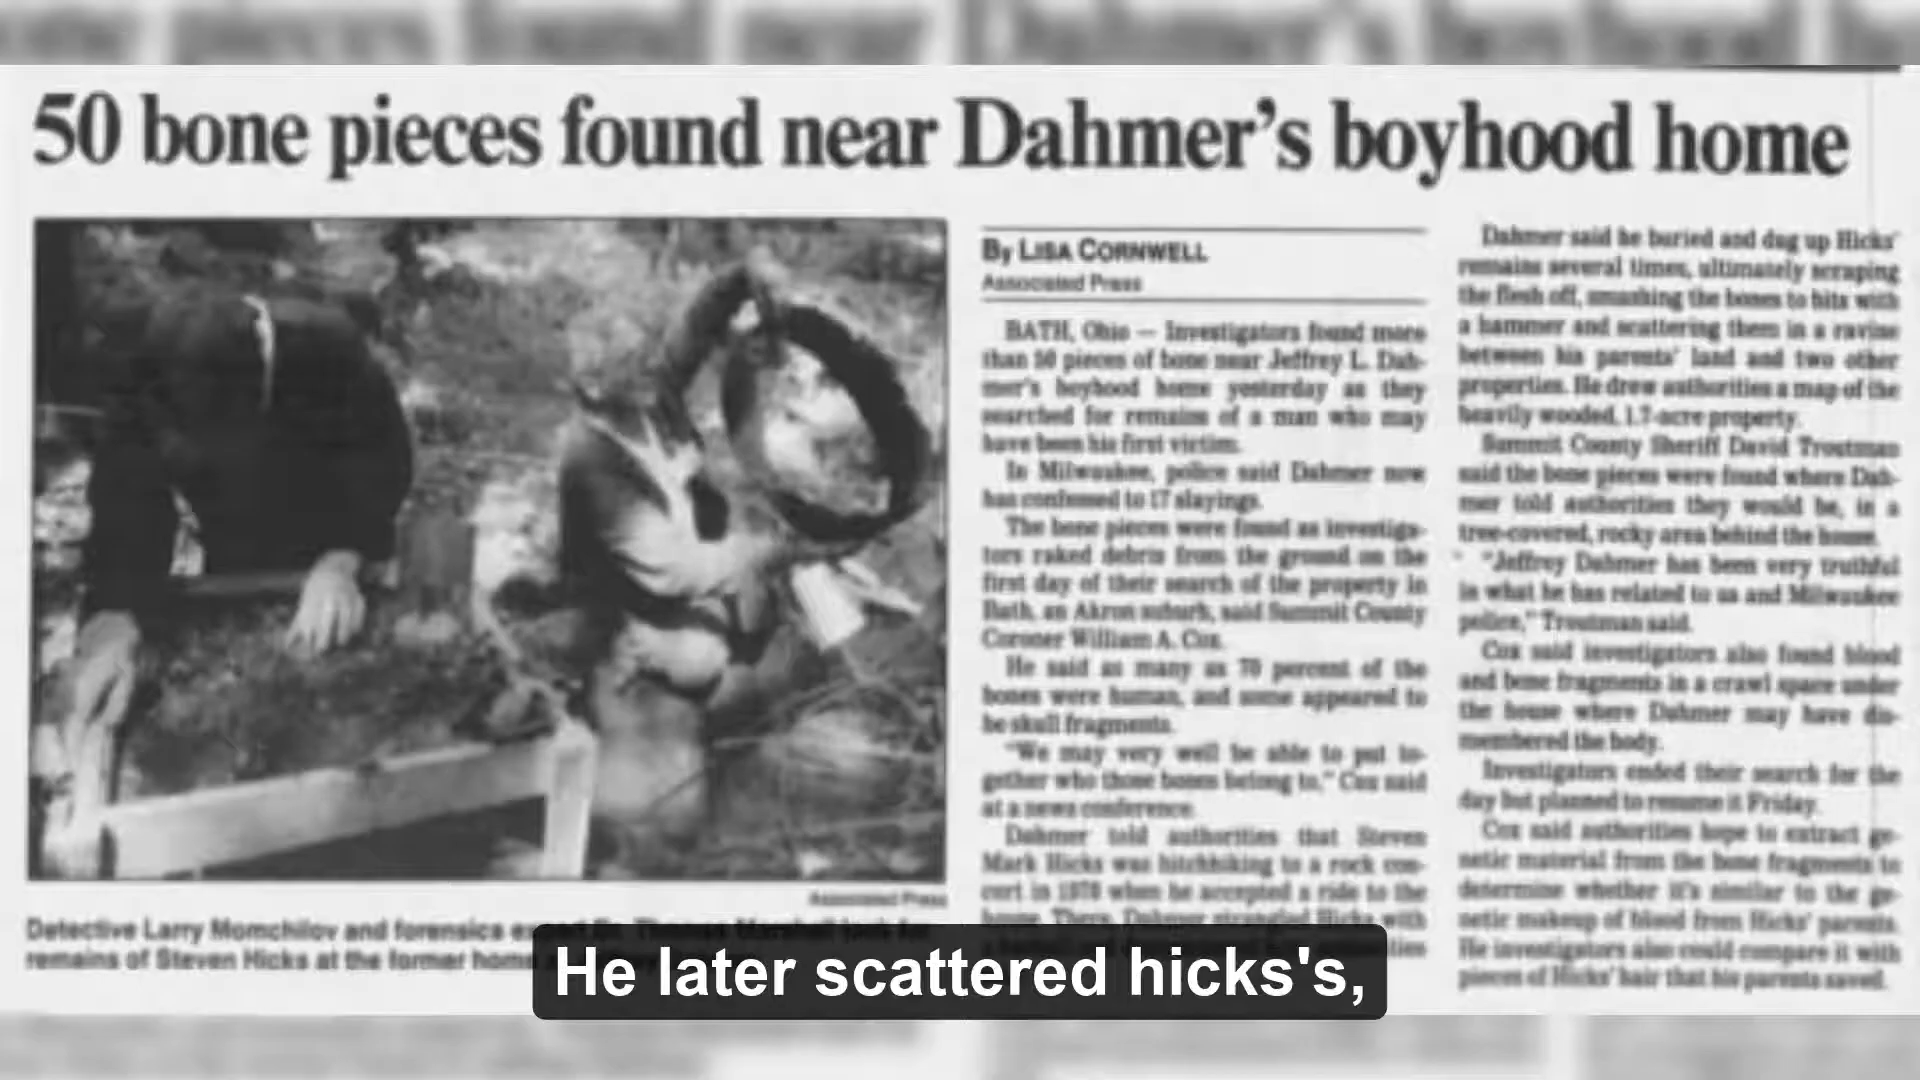 50 bone pieces found near Dahmer's boyhood home
By LISA CORNWELL
Associated Press
BATH, Ohio — Investigators found more
than 50 pieces of bone near Jeffrey L. Dah-
mer's boyhood home yesterday as they
searched for remains of a man who may
have been his first victim.
In Milwaukee, police said Dahmer now
has confessed to 17 slayings.
The bone pieces were found as investiga-
tors raked debris from the ground on the
first day of their search of the property in
Bath, an Akron suburb, said Summit County
Coroner William A. Cox.
He said as many as 70 percent of the
bones were human, and some appeared to
be skull fragments.
"We may very well be able to put to-
gether who those bones belong to," Cox said
at a news conference.
Dahmer told authorities that Steven
Mark Hicks was hitchhiking to a rock con-
cert in 1978 when he accepted a ride to the
house. There, Dahmer strangled Hicks with
Dahmer said he buried and dug up Hicks'
remains several times, ultimately scraping
the flesh off, smashing the bones to bits with
a hammer and scattering them in a ravine
between his parents' land and two other
properties. He drew authorities a map of the
heavily wooded, 1.7-acre property.
Summit County Sheriff David Troutman
said the bone pieces were found where Dah-
mer told authorities they would be, in a
tree-covered, rocky area behind the house.
"Jeffrey Dahmer has been very truthful
in what he has related to us and Milwaukee
police," Troutman said.
Cox said investigators also found blood
and bone fragments in a crawl space under
the house where Dahmer may have dis-
membered the body.
Investigators ended their search for the
day but planned to resume it Friday.
Cox said authorities hope to extract ge-
netic material from the bone fragments to
determine whether it's similar to the ge-
netic makeup of blood from Hicks' parents.
He investigators also could compare it with
pieces of Hicks' hair that his parents saved.
Associated Press
Detective Larry Momchilov and forensics
remains of Steven Hicks at the former home
He later scattered hicks's,